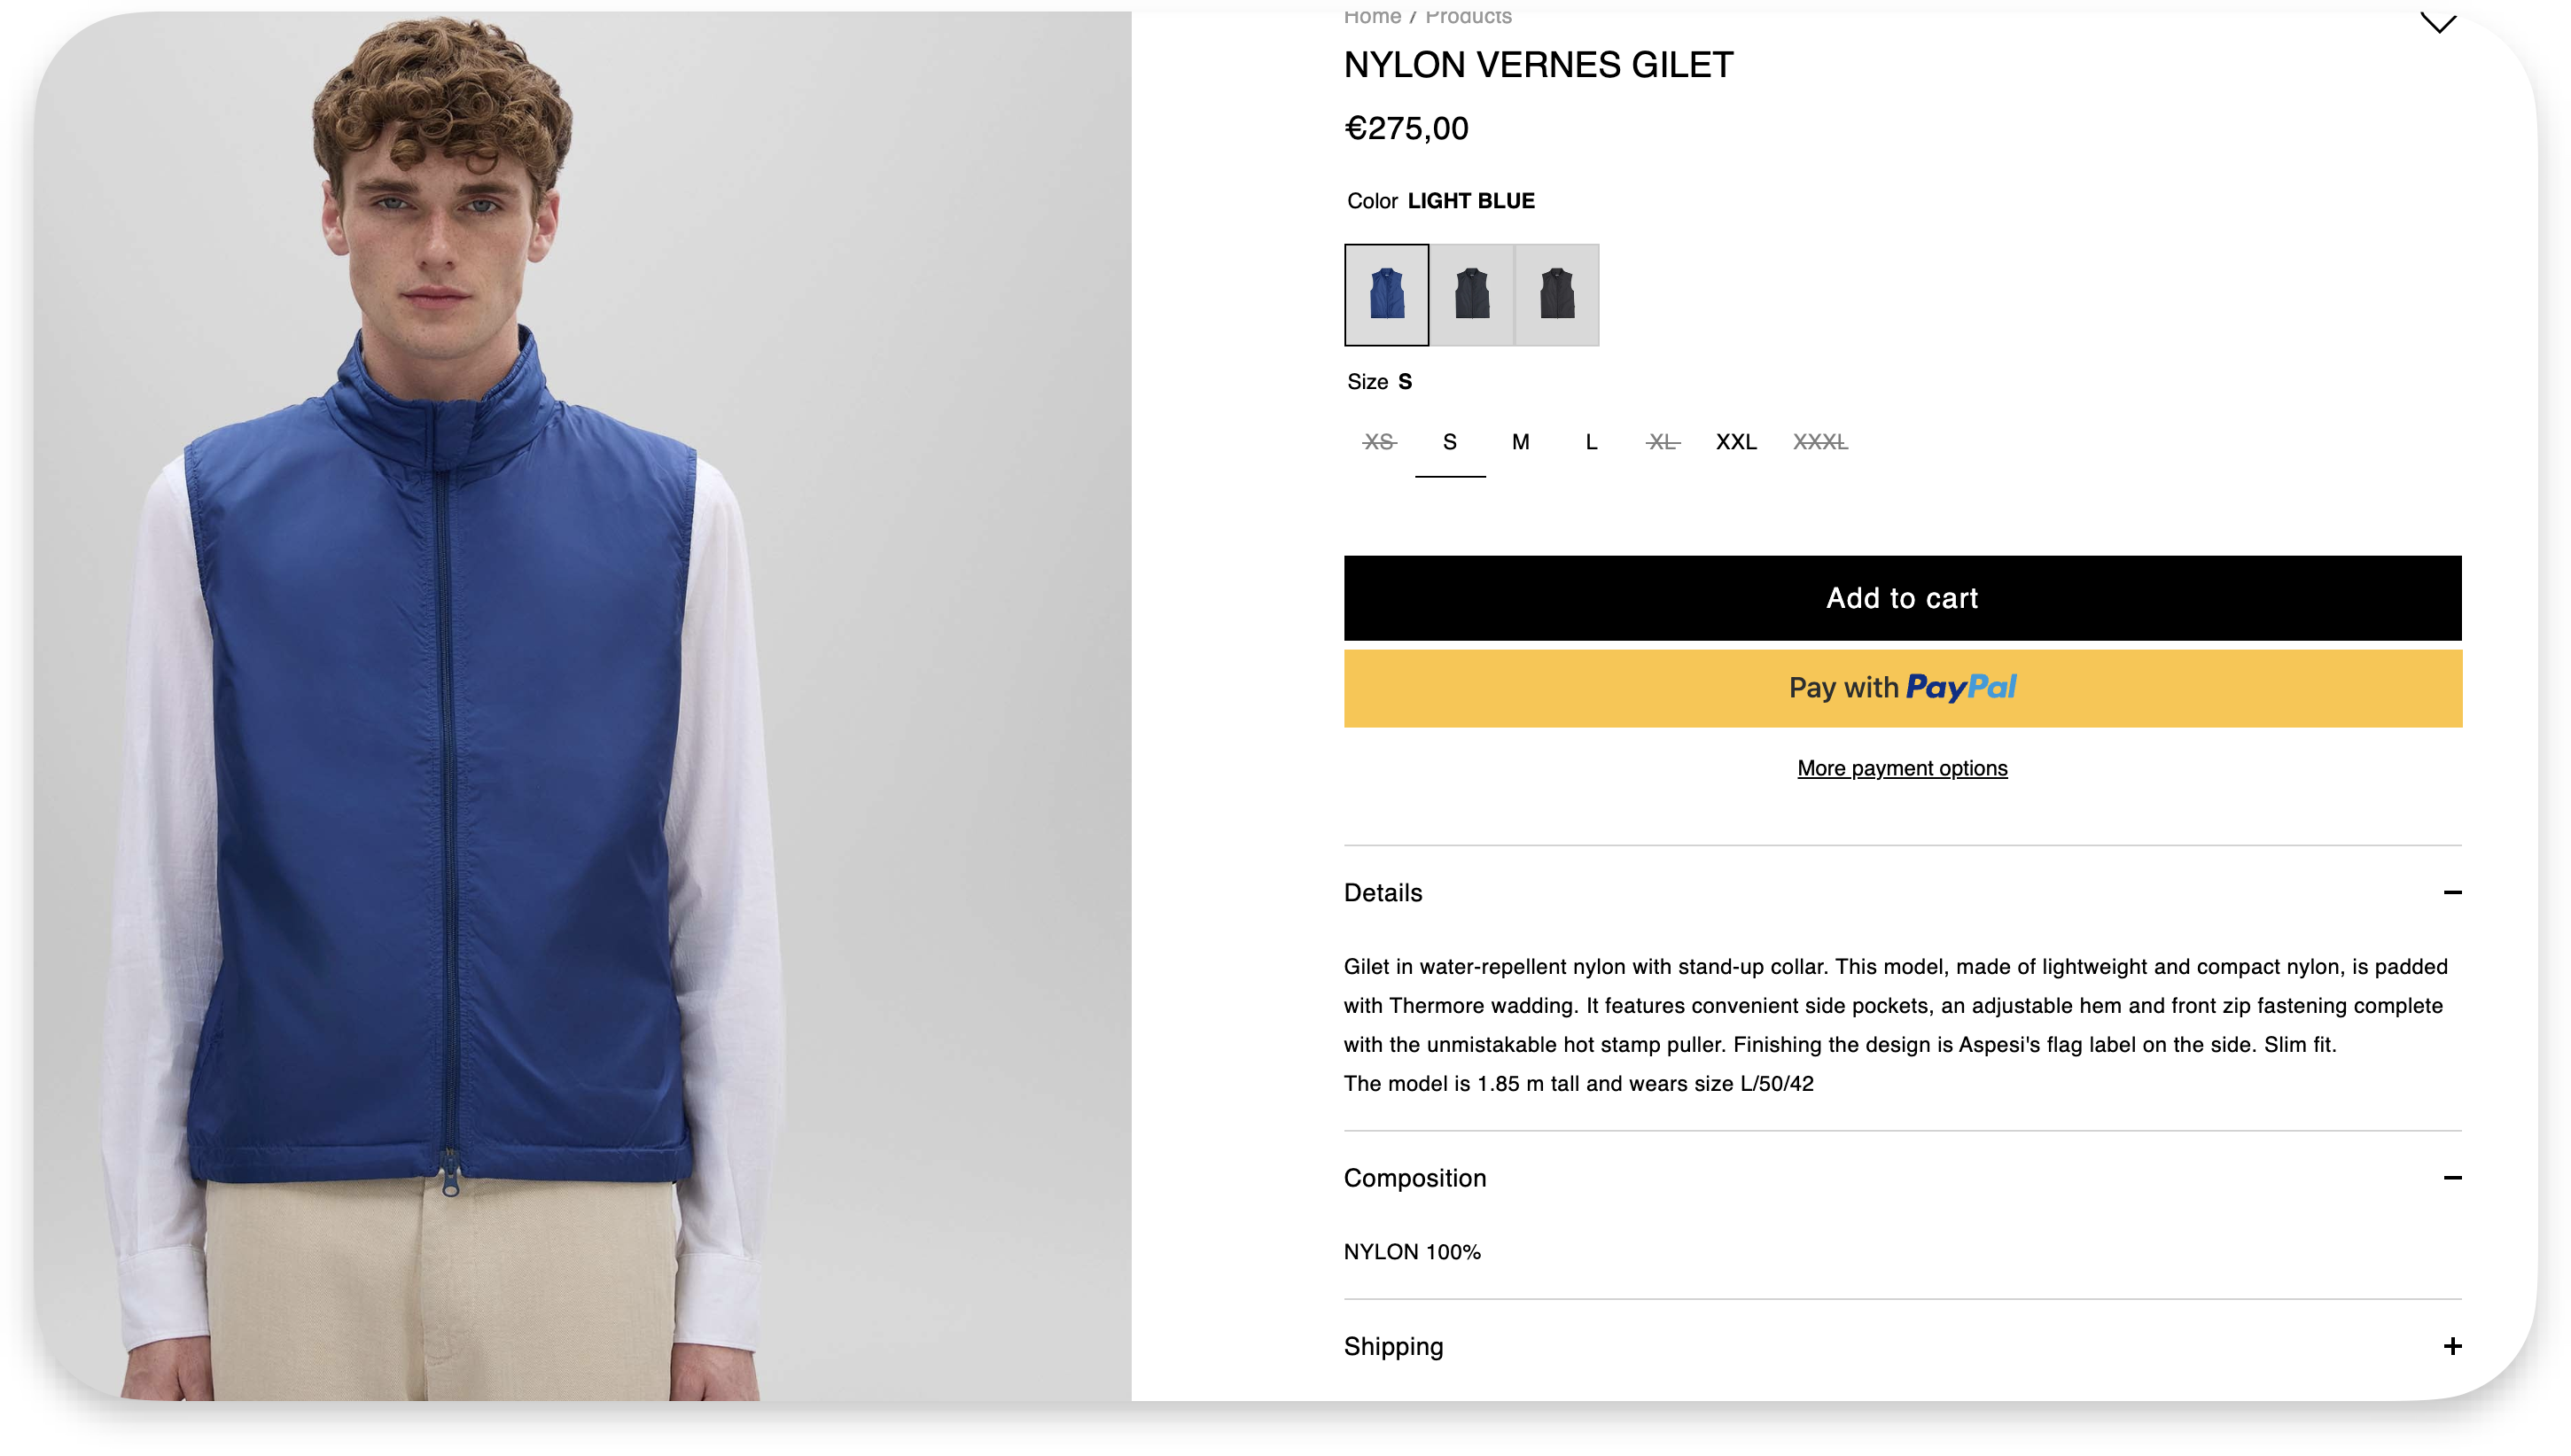 Home / Products
NYLON VERNES GILET
€275,00
Color LIGHT BLUE
Size S
XS S M L XL XXL XXXL
Add to cart
Pay with PayPal
More payment options
Details
Gilet in water-repellent nylon with stand-up collar. This model, made of lightweight and compact nylon, is padded
with Thermore wadding. It features convenient side pockets, an adjustable hem and front zip fastening complete
with the unmistakable hot stamp puller. Finishing the design is Aspesi's flag label on the side. Slim fit.
The model is 1.85 m tall and wears size L/50/42
Composition
NYLON 100%
Shipping